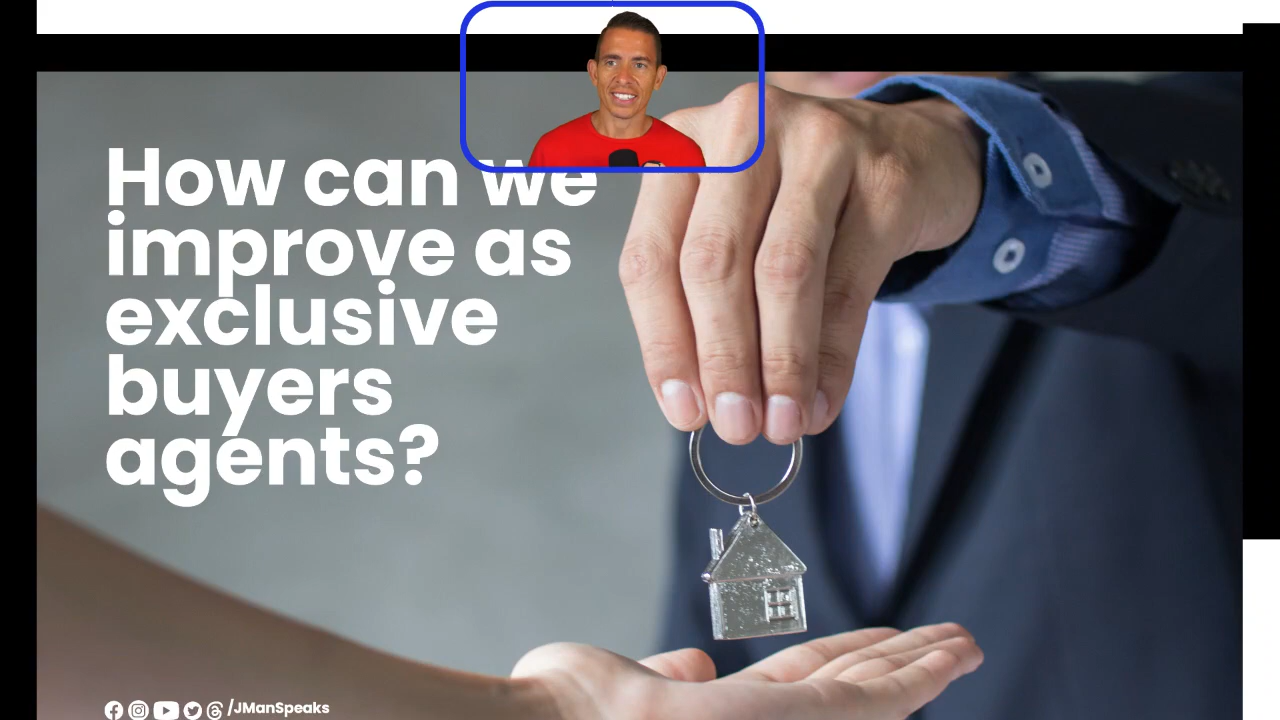 How can we
improve as
exclusive
buyers
agents?
/JManSpeaks